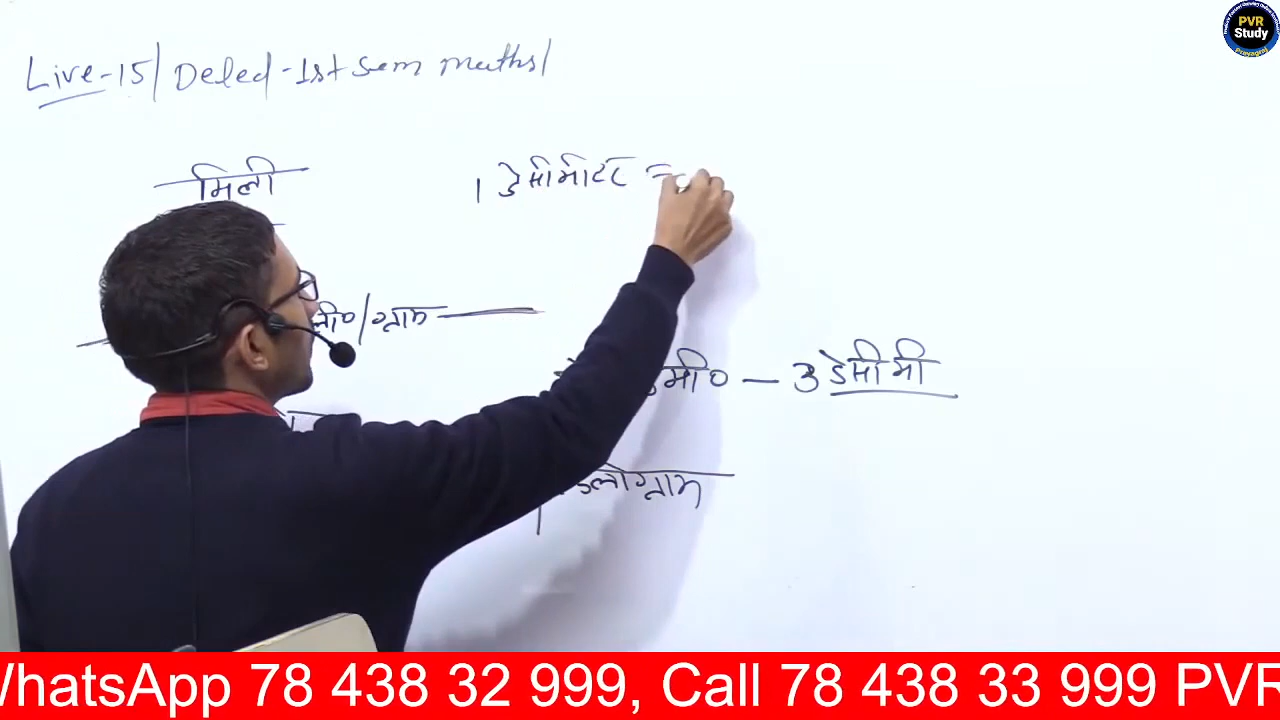 PVR
Study
Prayagraj
Live-15/ Deled-1st sem maths/
मिली
1 डेसीमीटर =
ली०/ग्राम
मी० — 3 डेसीमी
लोग्राम
WhatsApp 78 438 32 999, Call 78 438 33 999 PVR